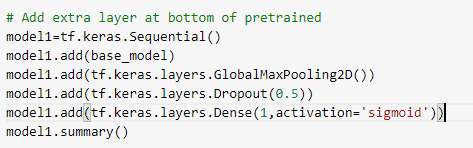 # Add extra layer at bottom of pretrained
model1=tf.keras.Sequential()
model1.add(base_model)
model1.add(tf.keras.layers.GlobalMaxPooling2D())
model1.add(tf.keras.layers.Dropout(0.5))
model1.add(tf.keras.layers.Dense(1,activation='sigmoid'))
model1.summary()